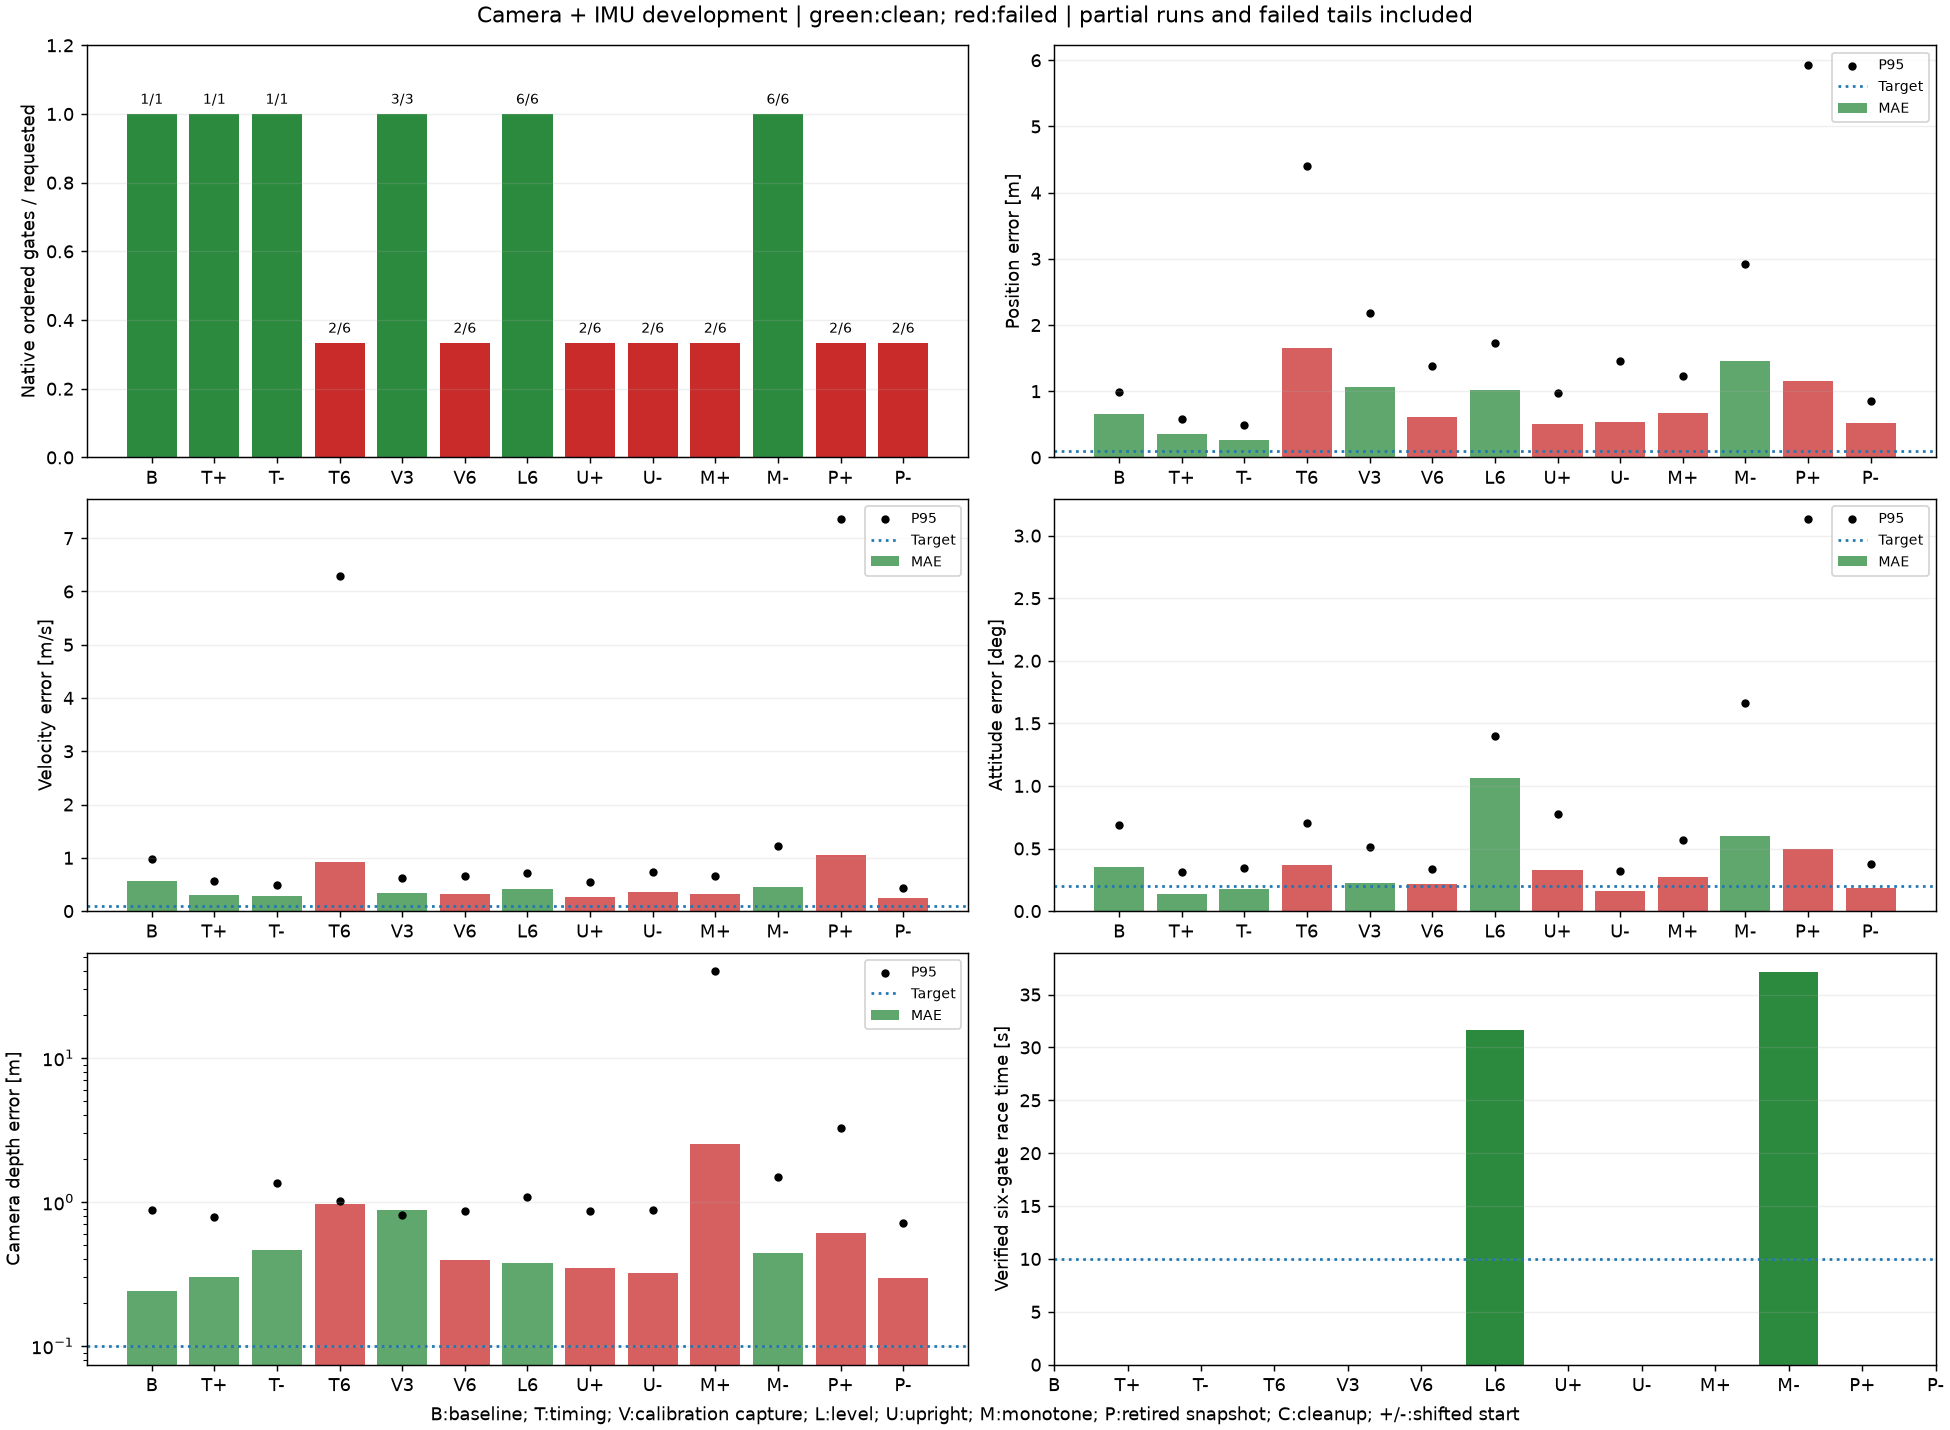 Camera + IMU development | green:clean; red:failed | partial runs and failed tails included
Native ordered gates / requested
1.2
1.0
0.8
0.6
0.4
0.2
0.0
1/1
1/1
1/1
2/6
3/3
2/6
6/6
2/6
2/6
2/6
6/6
2/6
2/6
B T+ T- T6 V3 V6 L6 U+ U- M+ M- P+ P-
Position error [m]
6
5
4
3
2
1
0
P95
Target
MAE
B T+ T- T6 V3 V6 L6 U+ U- M+ M- P+ P-
Velocity error [m/s]
7
6
5
4
3
2
1
0
P95
Target
MAE
B T+ T- T6 V3 V6 L6 U+ U- M+ M- P+ P-
Attitude error [deg]
3.0
2.5
2.0
1.5
1.0
0.5
0.0
P95
Target
MAE
B T+ T- T6 V3 V6 L6 U+ U- M+ M- P+ P-
Camera depth error [m]
10¹
10⁰
10⁻¹
P95
Target
MAE
B T+ T- T6 V3 V6 L6 U+ U- M+ M- P+ P-
Verified six-gate race time [s]
35
30
25
20
15
10
5
0
B T+ T- T6 V3 V6 L6 U+ U- M+ M- P+ P-
B:baseline; T:timing; V:calibration capture; L:level; U:upright; M:monotone; P:retired snapshot; C:cleanup; +/-:shifted start